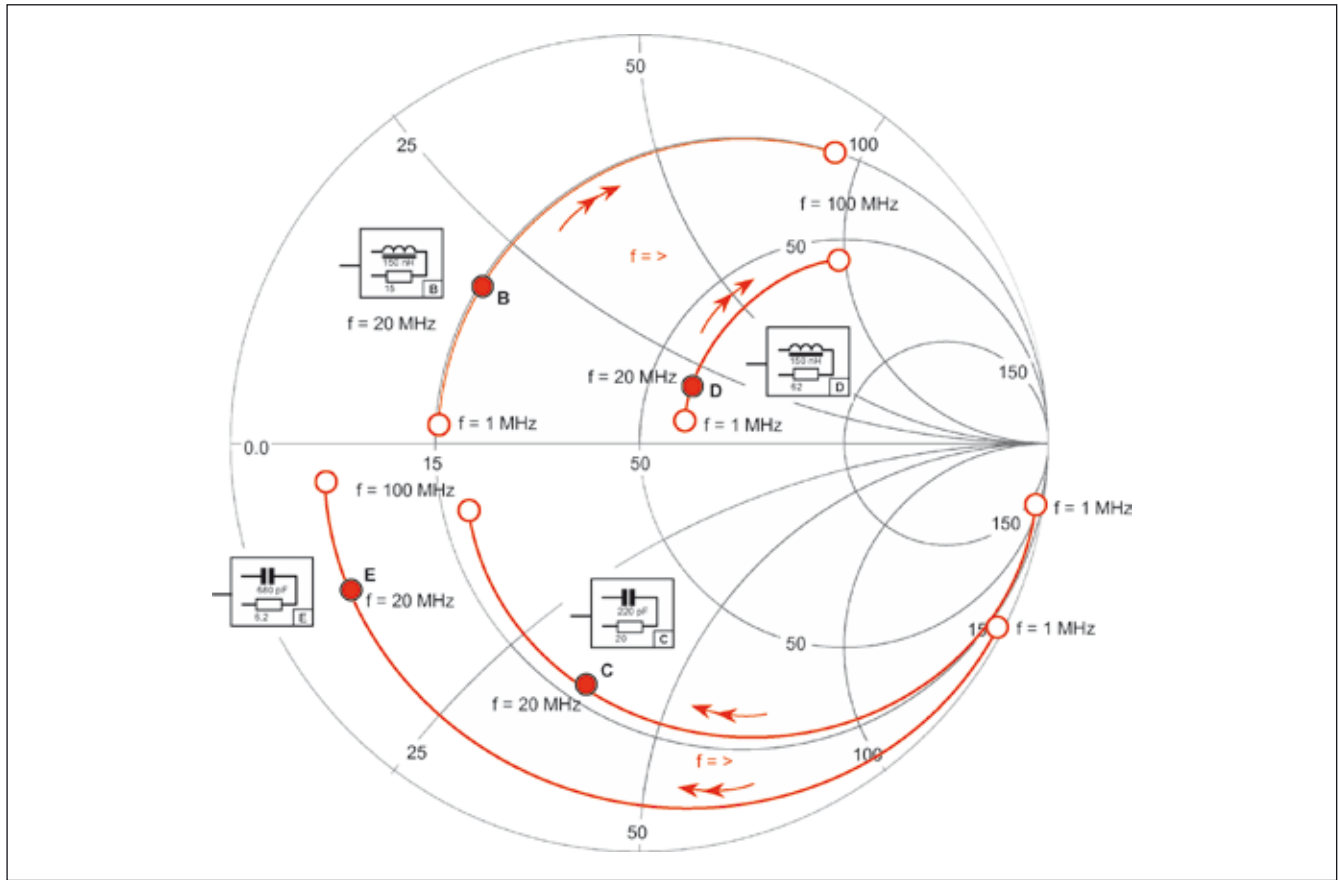 50
25
100
f = 100 MHz
50
f = >
150 nH
15
B
B
f = 20 MHz
150 nH
62
D
f = 20 MHz
D
150
f = 1 MHz
f = 1 MHz
0.0
15
50
f = 100 MHz
f = 1 MHz
150
E
f = 20 MHz
680 pF
6,2
E
220 pF
20
C
15
f = 1 MHz
50
C
f = 20 MHz
25
100
f = >
50